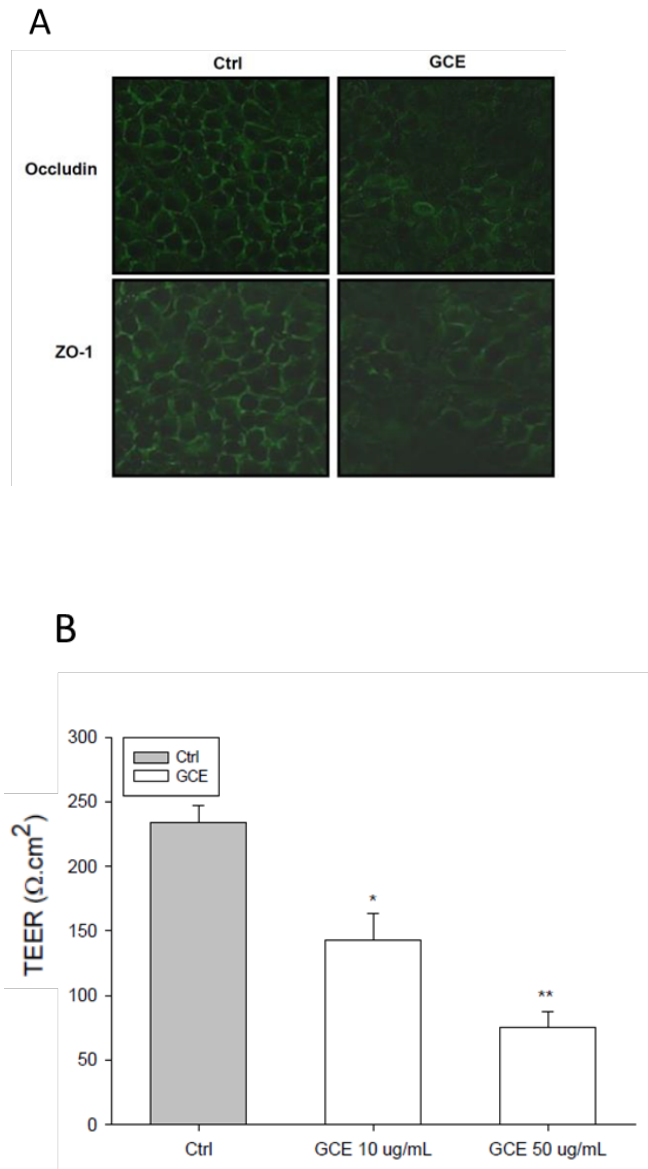 A
Ctrl GCE
Occludin
ZO-1
B
300
250
200
150
100
50
0
TEER (Ω.cm²)
Ctrl
GCE
*
**
Ctrl GCE 10 ug/mL GCE 50 ug/mL